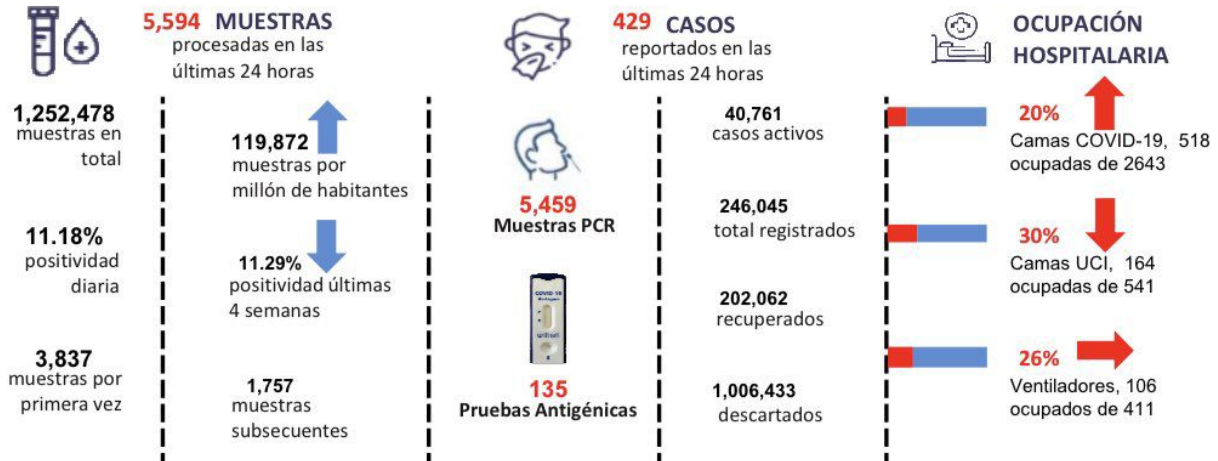 5,594 MUESTRAS
procesadas en las
últimas 24 horas
1,252,478
muestras en
total
11.18%
positividad
diaria
3,837
muestras por
primera vez
119,872
muestras por
millón de habitantes
11.29%
positividad últimas
4 semanas
1,757
muestras
subsecuentes
429 CASOS
reportados en las
últimas 24 horas
5,459
Muestras PCR
COVID-19
135
Pruebas Antigénicas
40,761
casos activos
246,045
total registrados
202,062
recuperados
1,006,433
descartados
OCUPACIÓN
HOSPITALARIA
20%
Camas COVID-19, 518
ocupadas de 2643
30%
Camas UCI, 164
ocupadas de 541
26%
Ventiladores, 106
ocupados de 411